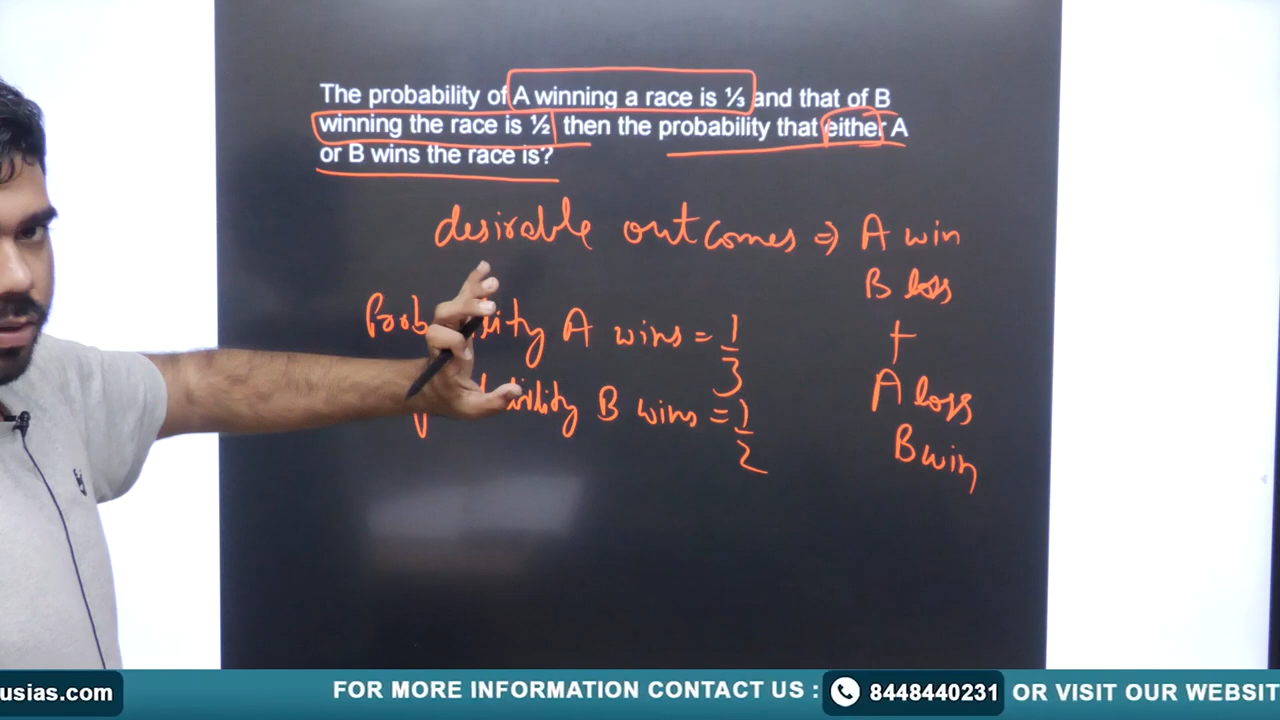 The probability of A winning a race is ⅓ and that of B
winning the race is ½ then the probability that either A
or B wins the race is?
desirable outcomes ⇒ A win
B loss
+
A loss
B win
A wins = 1/3
B wins = 1/2
usias.com
FOR MORE INFORMATION CONTACT US : 8448440231 OR VISIT OUR WEBSIT